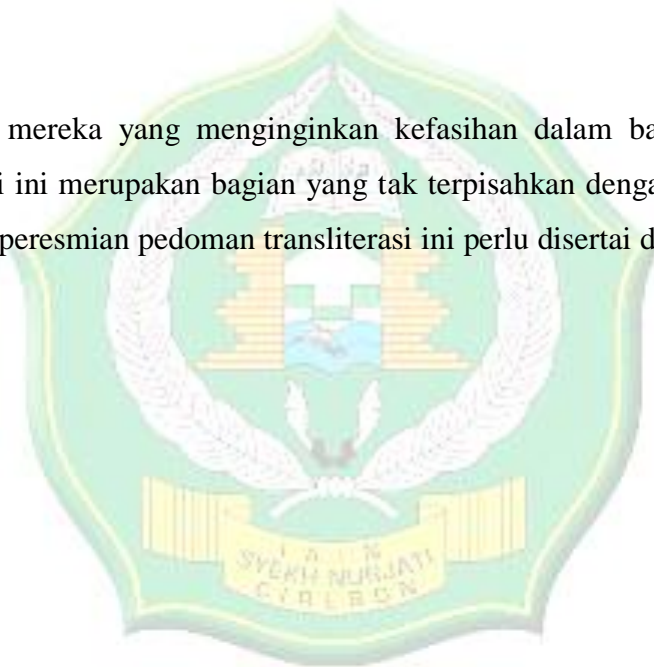 mereka yang menginginkan kefasihan dalam ba
i ini merupakan bagian yang tak terpisahkan denga
peresmian pedoman transliterasi ini perlu disertai d
I A I N
SYEKH NURJATI
CIREBON